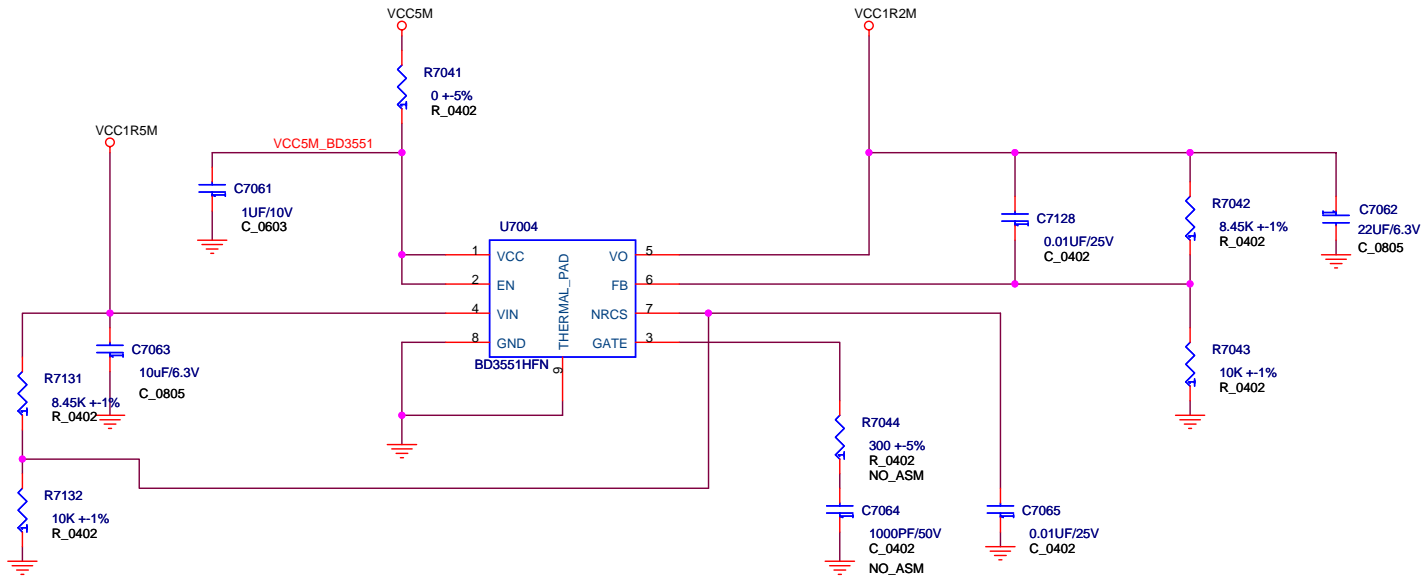 VCC5M
VCC1R2M
R7041
0 +-5%
R_0402
VCC1R5M
VCC5M_BD3551
C7061
1UF/10V
C_0603
U7004
C7128
0.01UF/25V
C_0402
R7042
8.45K +-1%
R_0402
C7062
22UF/6.3V
C_0805
1 VCC VO 5
2 EN FB 6
4 VIN NRCS 7
8 GND GATE 3
THERMAL_PAD
9
BD3551HFN
C7063
10uF/6.3V
C_0805
R7131
8.45K +-1%
R_0402
R7043
10K +-1%
R_0402
R7044
300 +-5%
R_0402
NO_ASM
R7132
10K +-1%
R_0402
C7064
1000PF/50V
C_0402
NO_ASM
C7065
0.01UF/25V
C_0402